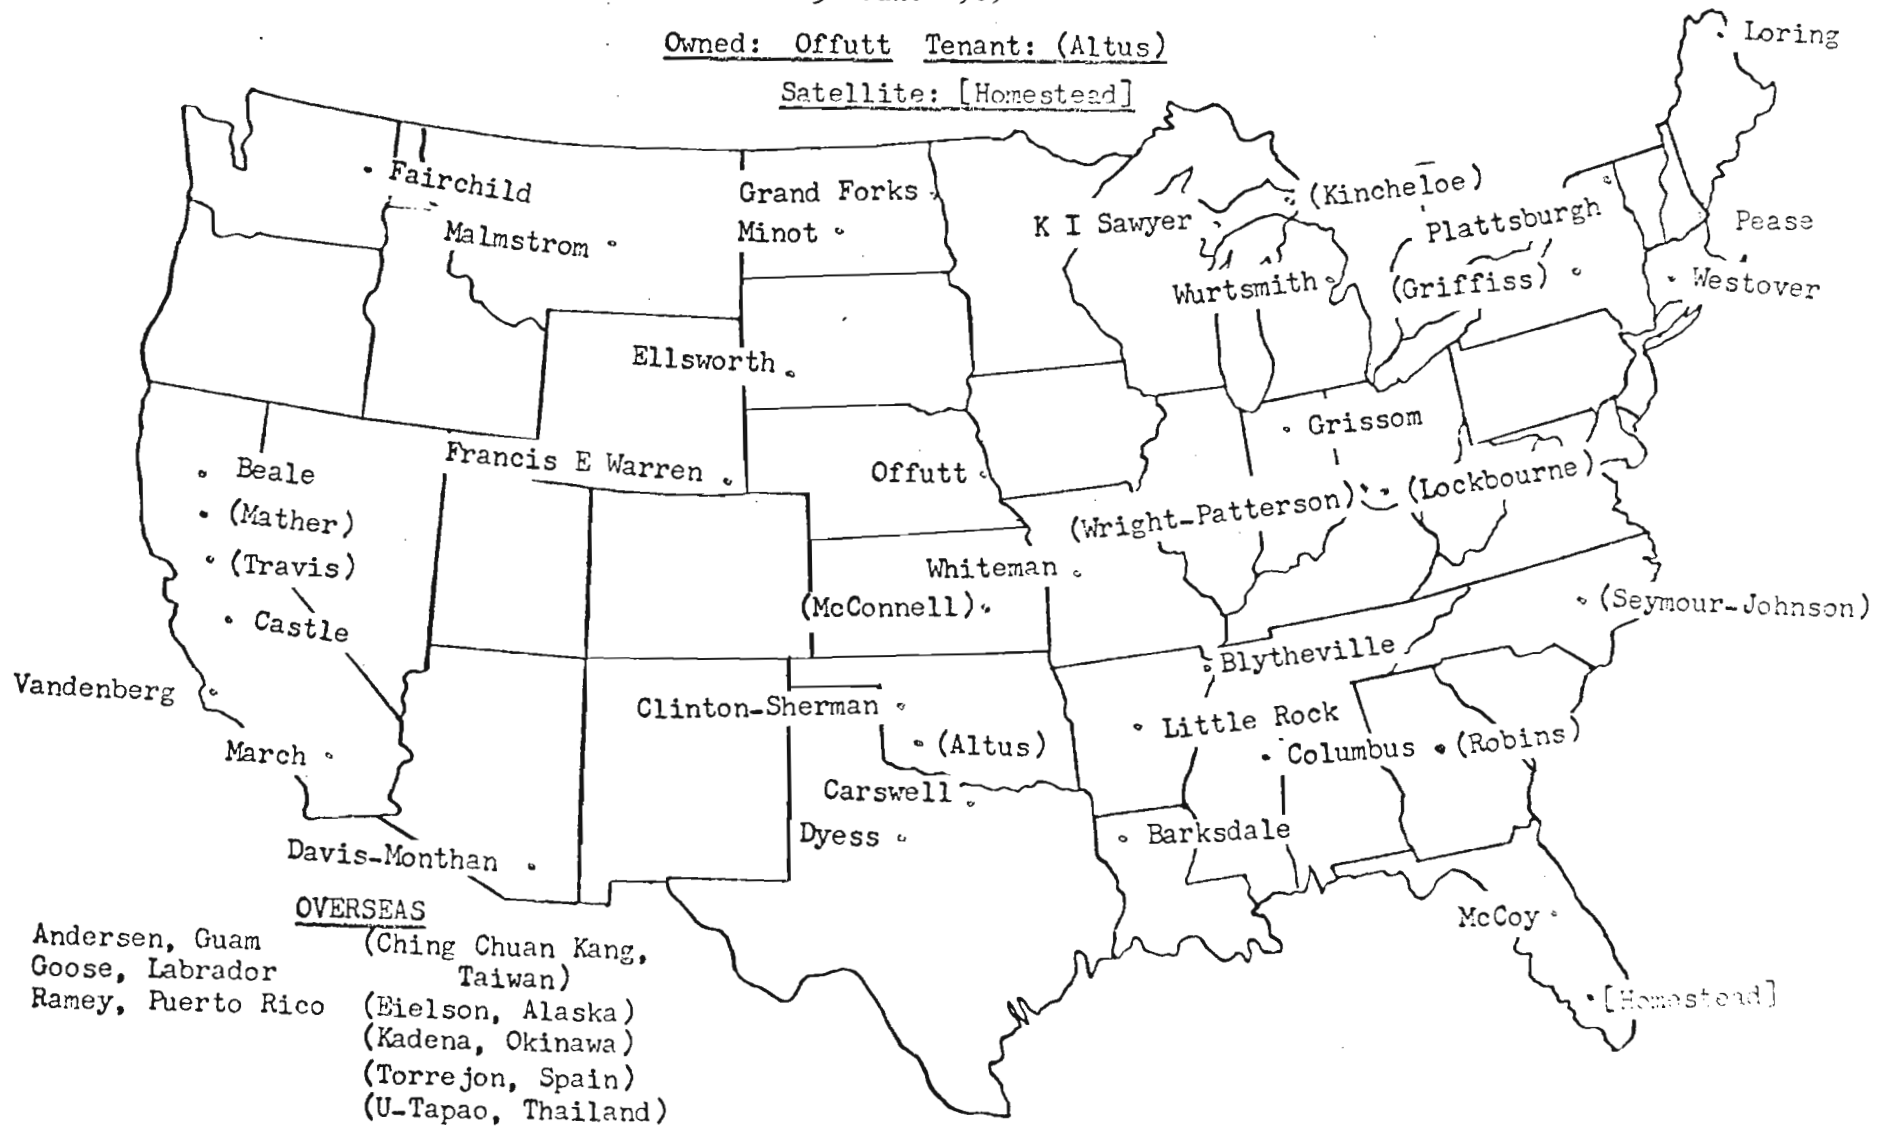 Owned: Offutt Tenant: (Altus)
Satellite: [Homestead]
Loring
Fairchild
Grand Forks
(Kincheloe)
Malmstrom
Minot
K I Sawyer
Plattsburgh
Pease
Wurtsmith
(Griffiss)
Westover
Ellsworth
Grissom
Francis E Warren
Beale
Offutt
(Lockbourne)
(Mather)
(Wright-Patterson)
(Travis)
Whiteman
(McConnell)
(Seymour-Johnson)
Castle
Blytheville
Vandenberg
Clinton-Sherman
Little Rock
March
(Altus)
Columbus
(Robins)
Carswell
Dyess
Barksdale
Davis-Monthan
McCoy
[Homestead]
OVERSEAS
Andersen, Guam
Goose, Labrador
Ramey, Puerto Rico
(Ching Chuan Kang,
Taiwan)
(Eielson, Alaska)
(Kadena, Okinawa)
(Torrejon, Spain)
(U-Tapao, Thailand)